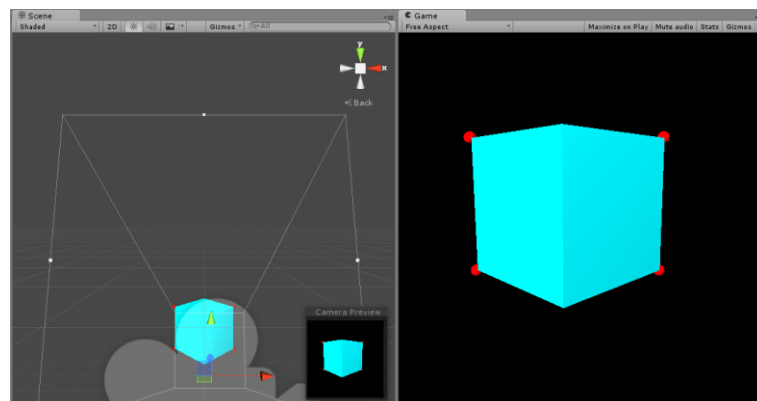 Scene
Shaded
2D
Gizmos
All
y
x
Back
Camera Preview
Game
Free Aspect
Maximize on Play Mute audio Stats Gizmos